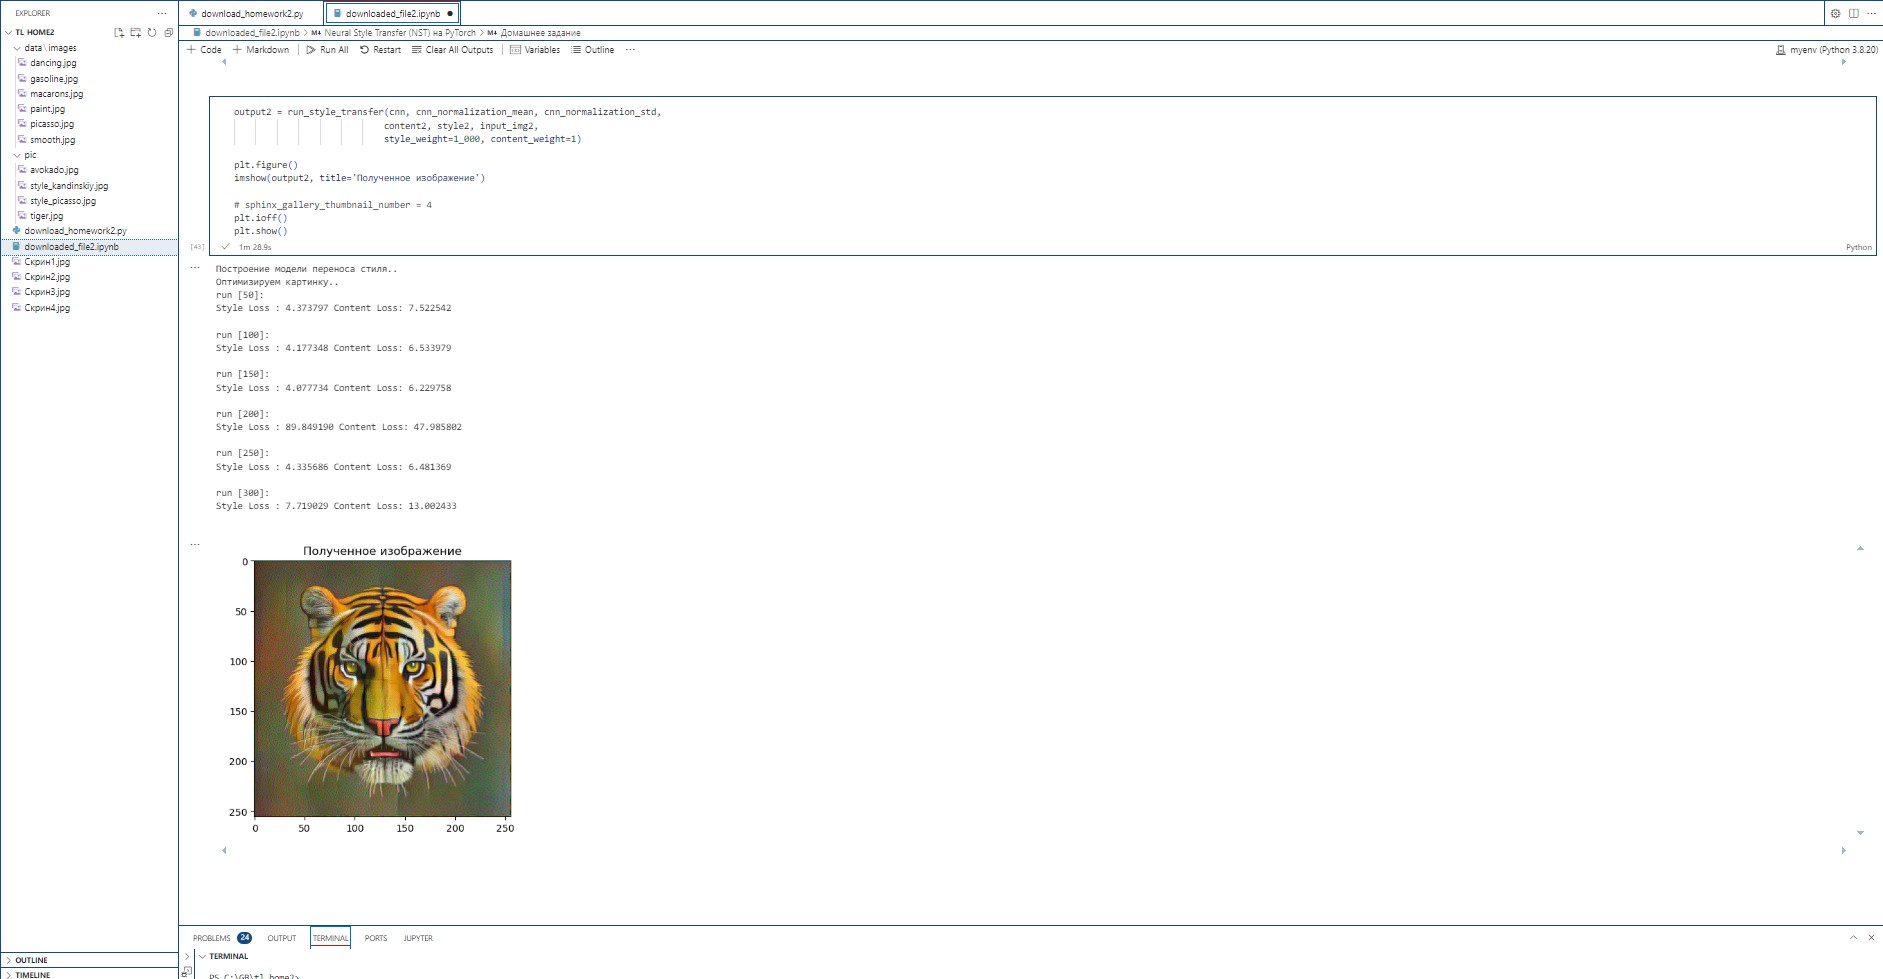 EXPLORER
TL HOME2
data \ images
dancing.jpg
gasoline.jpg
macarons.jpg
paint.jpg
picasso.jpg
smooth.jpg
pic
avokado.jpg
style_kandinskiy.jpg
style_picasso.jpg
tiger.jpg
download_homework2.py
downloaded_file2.ipynb
Скрин1.jpg
Скрин2.jpg
Скрин3.jpg
Скрин4.jpg
OUTLINE
TIMELINE
download_homework2.py
downloaded_file2.ipynb
downloaded_file2.ipynb > M↓ Neural Style Transfer (NST) на PyTorch > M↓ Домашнее задание
Code Markdown Run All Restart Clear All Outputs Variables Outline ...
myenv (Python 3.8.20)
output2 = run_style_transfer(cnn, cnn_normalization_mean, cnn_normalization_std,
content2, style2, input_img2,
style_weight=1_000, content_weight=1)
plt.figure()
imshow(output2, title='Полученное изображение')
# sphinx_gallery_thumbnail_number = 4
plt.ioff()
plt.show()
[43] 1m 28.9s
Python
Построение модели переноса стиля..
Оптимизируем картинку..
run [50]:
Style Loss : 4.373797 Content Loss: 7.522542
run [100]:
Style Loss : 4.177348 Content Loss: 6.533979
run [150]:
Style Loss : 4.077734 Content Loss: 6.229758
run [200]:
Style Loss : 89.849190 Content Loss: 47.985802
run [250]:
Style Loss : 4.335686 Content Loss: 6.481369
run [300]:
Style Loss : 7.719029 Content Loss: 13.002433
Полученное изображение
0
50
100
150
200
250
0 50 100 150 200 250
PROBLEMS 24 OUTPUT TERMINAL PORTS JUPYTER
TERMINAL
PS C:\GB\tl_home2>